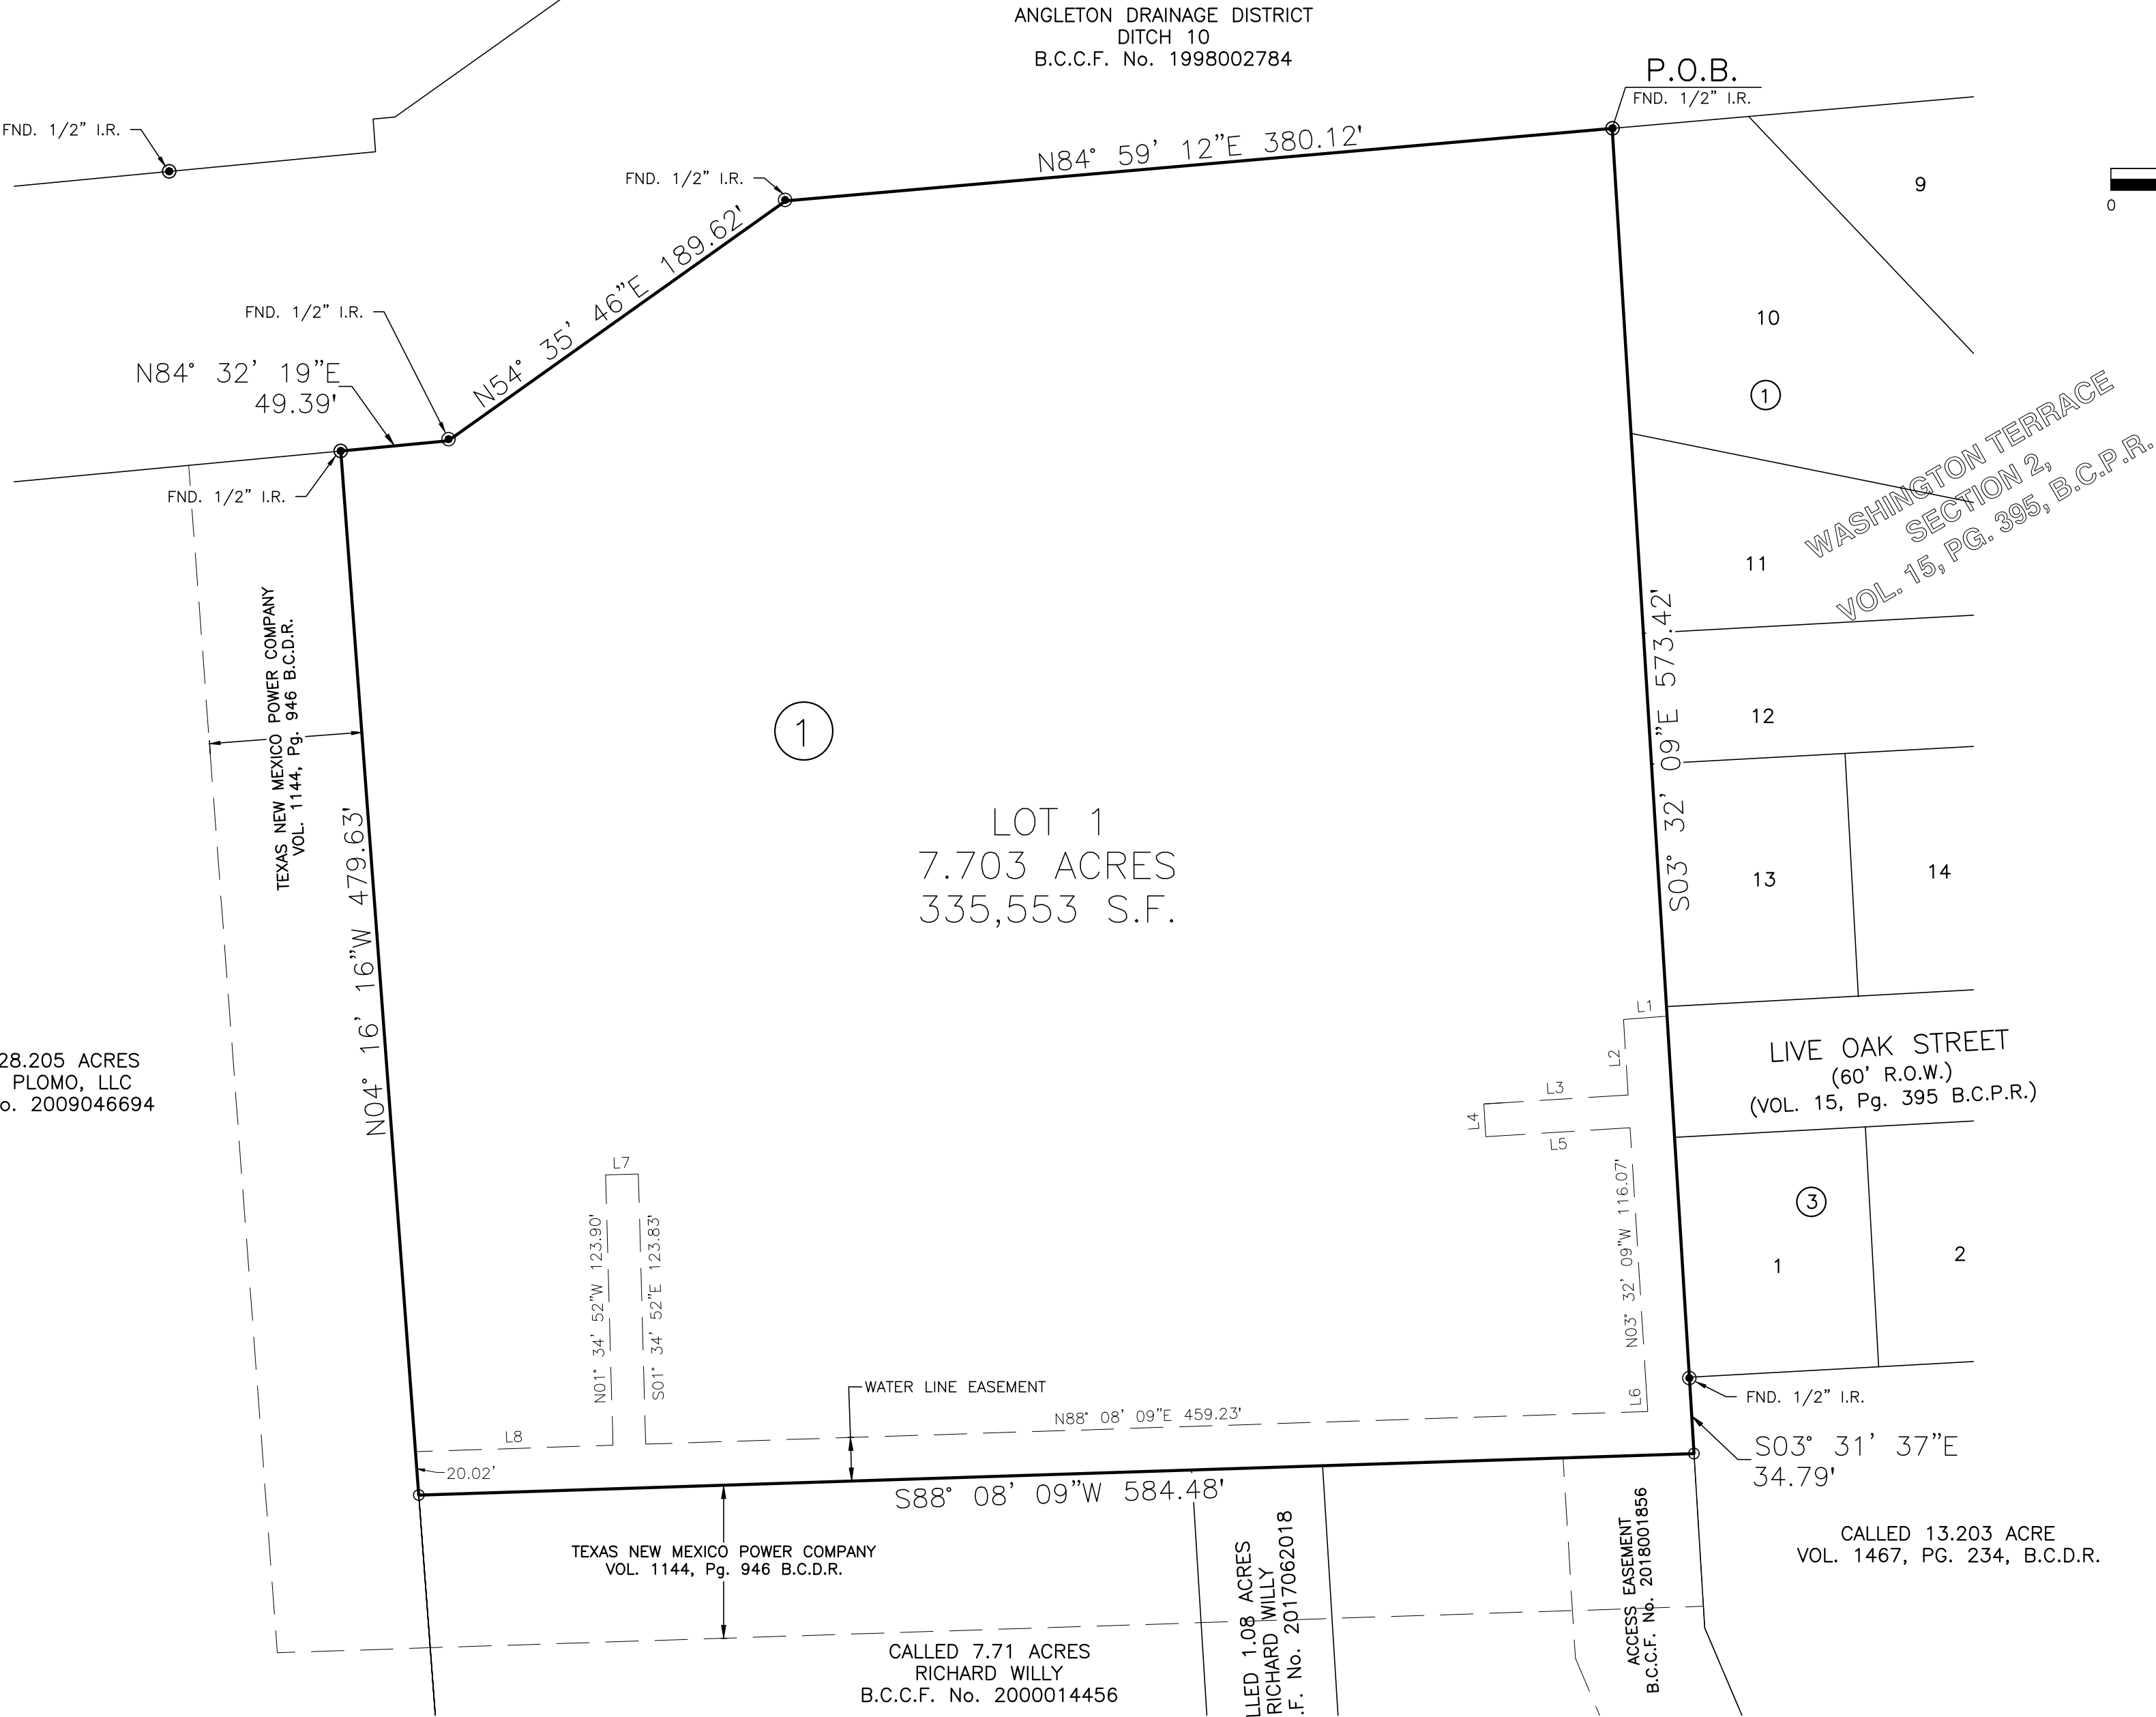 ANGLETON DRAINAGE DISTRICT
DITCH 10
B.C.C.F. No. 1998002784
P.O.B.
FND. 1/2" I.R.
FND. 1/2" I.R.
N84° 59' 12"E 380.12'
FND. 1/2" I.R.
9
0
N54° 35' 46"E 189.62'
FND. 1/2" I.R.
10
N84° 32' 19"E
49.39'
1
WASHINGTON TERRACE
SECTION 2,
VOL. 15, PG. 395, B.C.P.R.
FND. 1/2" I.R.
11
TEXAS NEW MEXICO POWER COMPANY
VOL. 1144, Pg. 946 B.C.D.R.
S03° 32' 09"E 573.42'
1
12
LOT 1
7.703 ACRES
335,553 S.F.
N04° 16' 16"W 479.63'
13
14
L1
28.205 ACRES
PLOMO, LLC
o. 2009046694
LIVE OAK STREET
(60' R.O.W.)
(VOL. 15, Pg. 395 B.C.P.R.)
L2
L3
L4
L5
L7
N01° 34' 52"W 123.90'
S01° 34' 52"E 123.83'
N03° 32' 09"W 116.07'
3
1
2
WATER LINE EASEMENT
L6
FND. 1/2" I.R.
N88° 08' 09"E 459.23'
L8
20.02'
S03° 31' 37"E
34.79'
S88° 08' 09"W 584.48'
TEXAS NEW MEXICO POWER COMPANY
VOL. 1144, Pg. 946 B.C.D.R.
LLED 1.08 ACRES
RICHARD WILLY
.F. No. 2017062018
ACCESS EASEMENT
B.C.C.F. No. 2018001856
CALLED 13.203 ACRE
VOL. 1467, PG. 234, B.C.D.R.
CALLED 7.71 ACRES
RICHARD WILLY
B.C.C.F. No. 2000014456